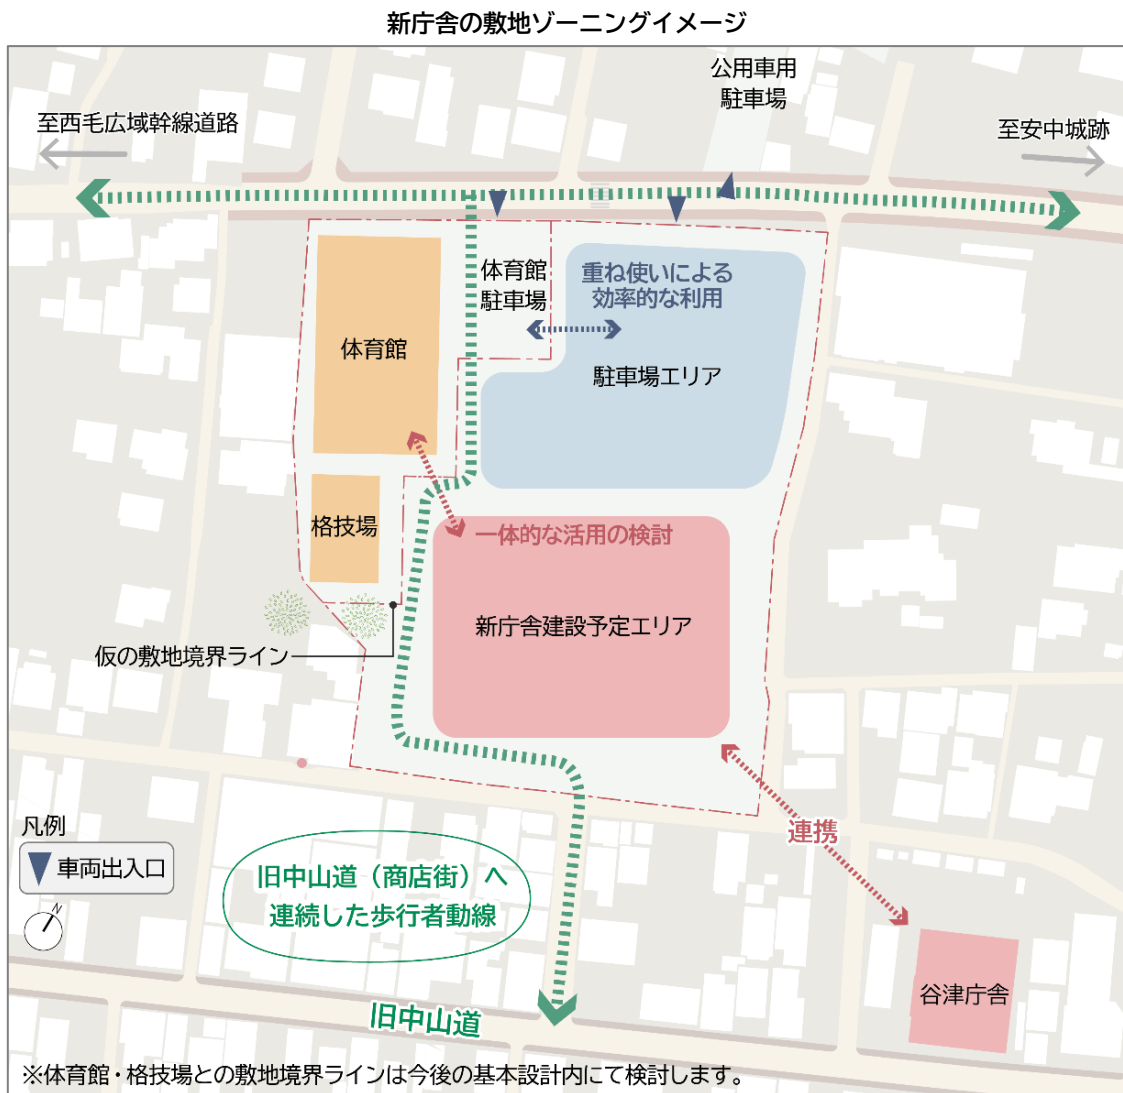 新庁舎の敷地ゾーニングイメージ
公用車用
駐車場
至西毛広域幹線道路
至安中城跡
体育館
駐車場
重ね使いによる
効率的な利用
体育館
駐車場エリア
格技場
一体的な活用の検討
新庁舎建設予定エリア
仮の敷地境界ライン
凡例
車両出入口
N
連携
旧中山道（商店街）へ
連続した歩行者動線
谷津庁舎
旧中山道
※体育館・格技場との敷地境界ラインは今後の基本設計内にて検討します。